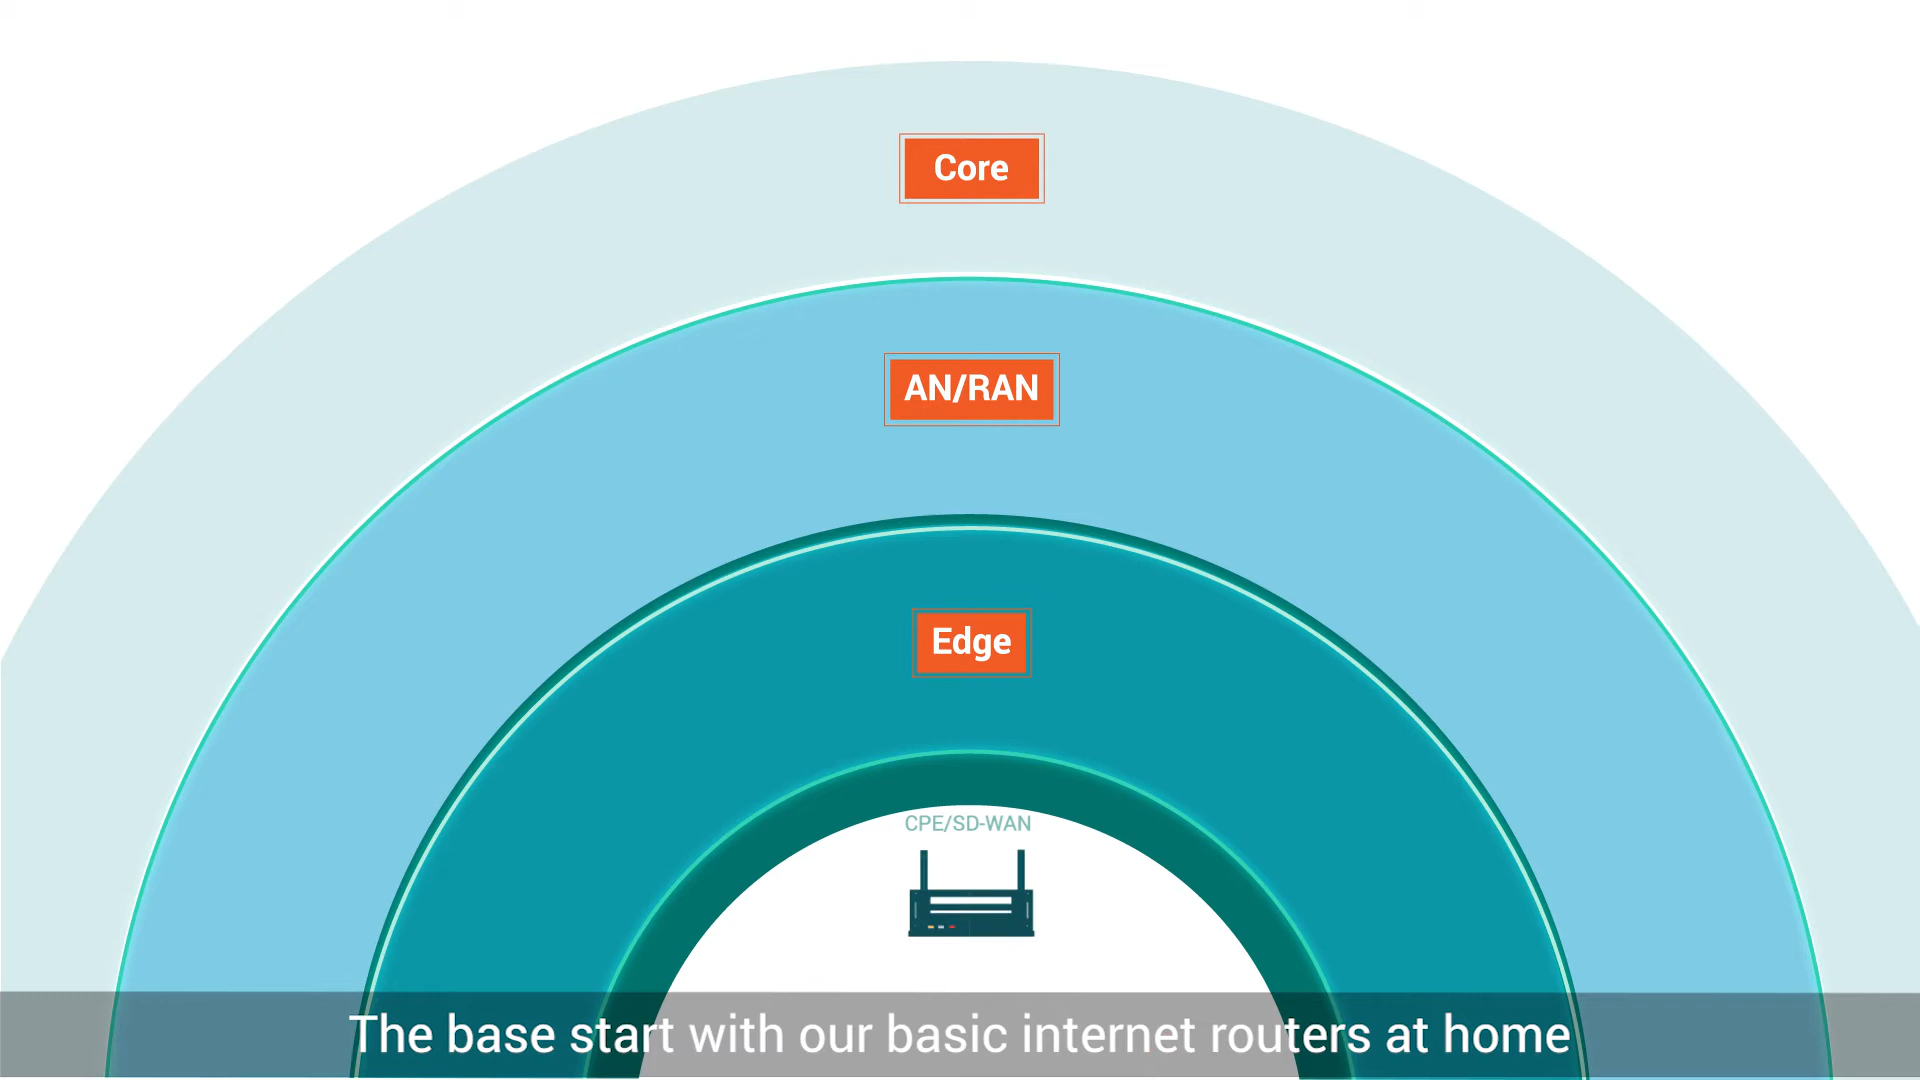 Core
AN/RAN
Edge
CPE/SD-WAN
The base start with our basic internet routers at home